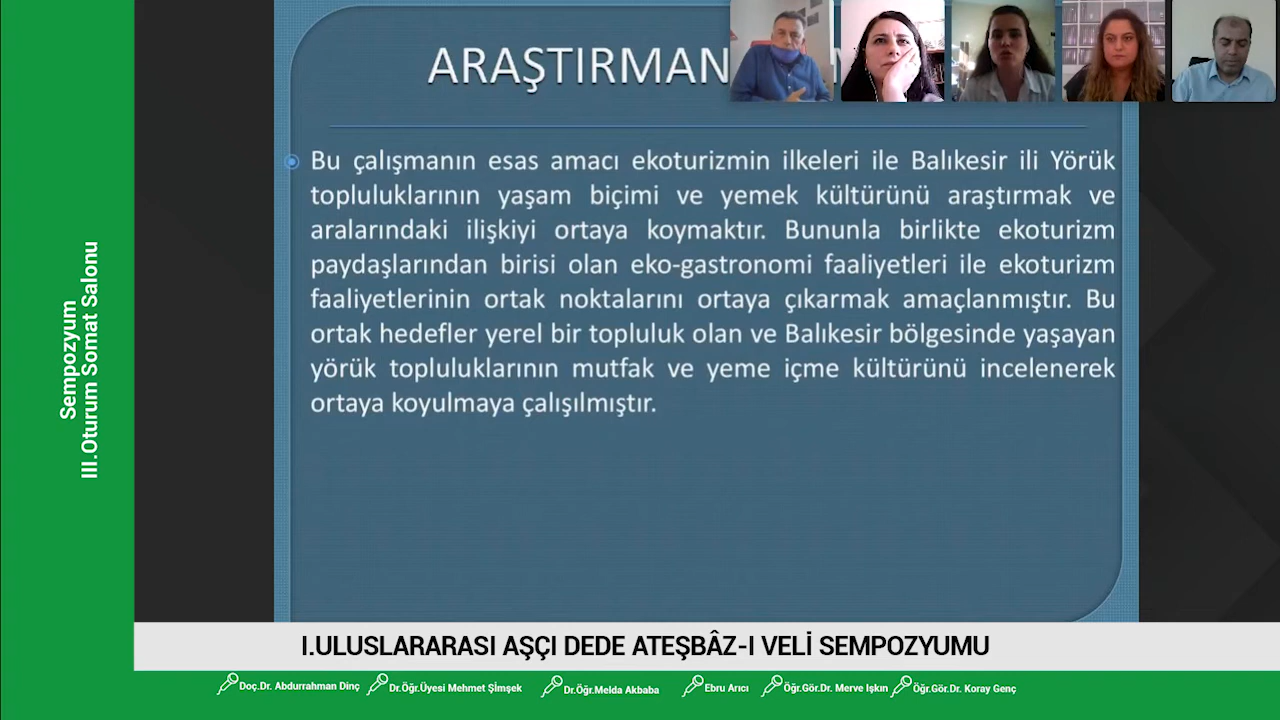 ARAŞTIRMAN
Bu çalışmanın esas amacı ekoturizmin ilkeleri ile Balıkesir ili Yörük
topluluklarının yaşam biçimi ve yemek kültürünü araştırmak ve
aralarındaki ilişkiyi ortaya koymaktır. Bununla birlikte ekoturizm
paydaşlarından birisi olan eko-gastronomi faaliyetleri ile ekoturizm
faaliyetlerinin ortak noktalarını ortaya çıkarmak amaçlanmıştır. Bu
ortak hedefler yerel bir topluluk olan ve Balıkesir bölgesinde yaşayan
yörük topluluklarının mutfak ve yeme içme kültürünü incelenerek
ortaya koyulmaya çalışılmıştır.
Sempozyum
III.Oturum Somat Salonu
I.ULUSLARARASI AŞÇI DEDE ATEŞBÂZ-I VELİ SEMPOZYUMU
Doç.Dr. Abdurrahman Dinç Dr.Öğr.Üyesi Mehmet Şİmşek Dr.Öğr.Melda Akbaba Ebru Arıcı Öğr.Gör.Dr. Merve Işkın Öğr.Gör.Dr. Koray Genç